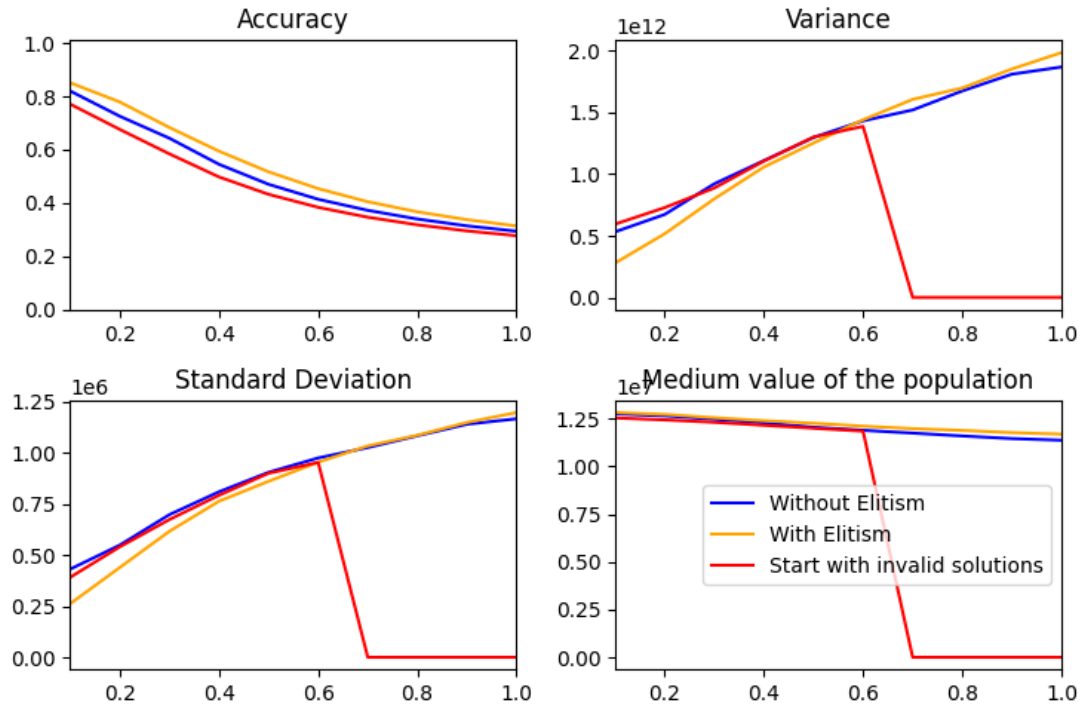 Accuracy
1.0
0.8
0.6
0.4
0.2
0.0
0.2 0.4 0.6 0.8 1.0
Variance
1e12
2.0
1.5
1.0
0.5
0.0
0.2 0.4 0.6 0.8 1.0
Standard Deviation
1e6
1.25
1.00
0.75
0.50
0.25
0.00
0.2 0.4 0.6 0.8 1.0
Medium value of the population
1e7
1.25
1.00
0.75
0.50
0.25
0.00
0.2 0.4 0.6 0.8 1.0
Without Elitism
With Elitism
Start with invalid solutions